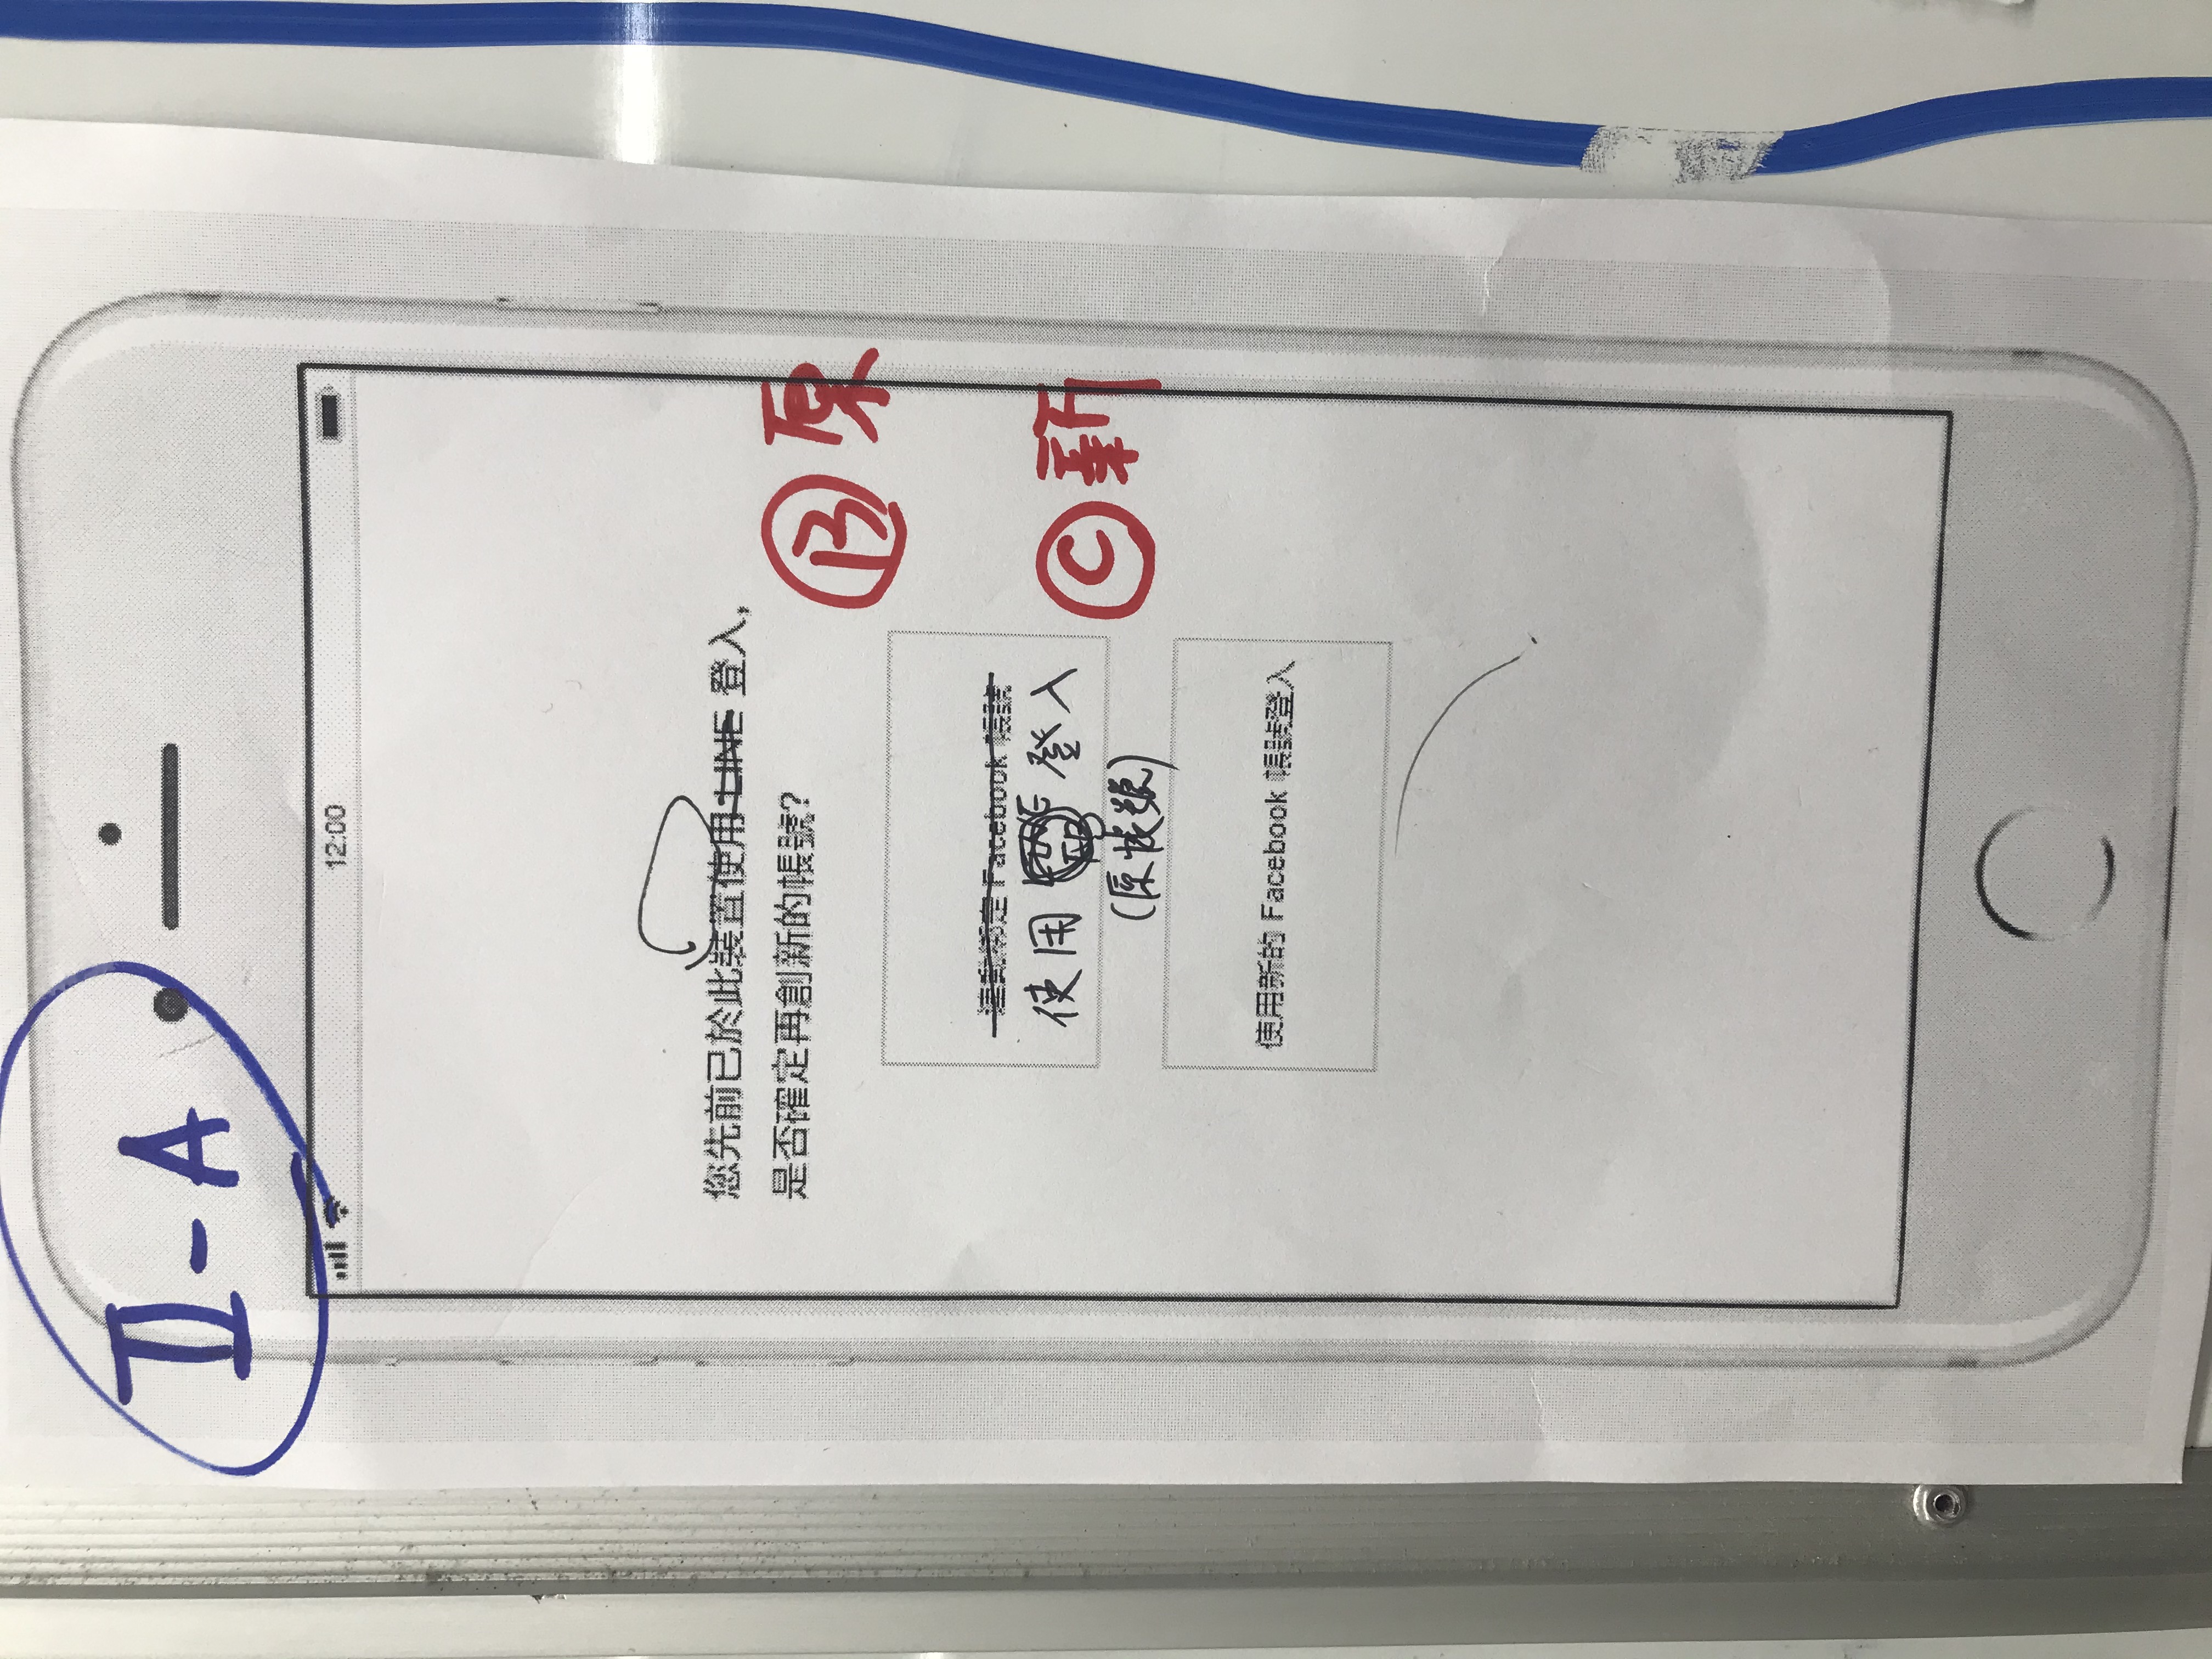 II-A
12:00
您先前已於此裝置使用 LINE 登入,
是否確定再創新的帳號?
B 原
連動綁定 Facebook 帳號
使用 登入
(原帳號)
C 新
使用新的 Facebook 帳號登入